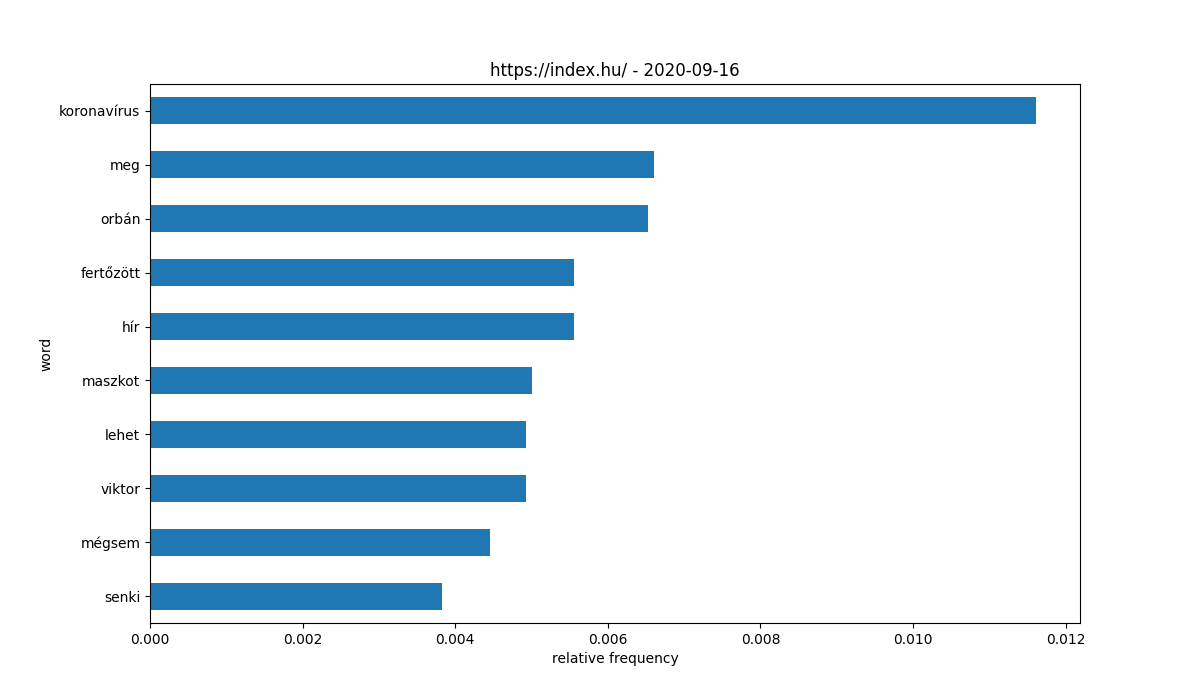 https://index.hu/ - 2020-09-16
koronavírus
meg
orbán
fertőzött
hír
maszkot
lehet
viktor
mégsem
senki
word
0.000 0.002 0.004 0.006 0.008 0.010 0.012
relative frequency